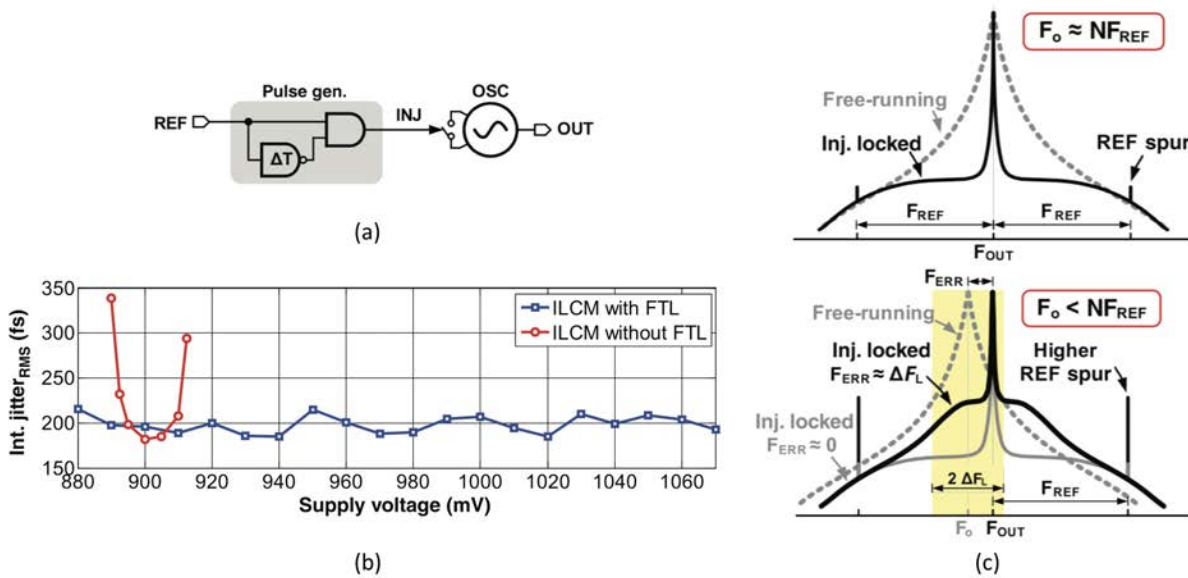 (a)
Pulse gen.
REF
ΔT
INJ
OSC
OUT
(a)
350
300
250
200
150
Int. jitterRMS (fs)
ILCM with FTL
ILCM without FTL
880 900 920 940 960 980 1000 1020 1040 1060
Supply voltage (mV)
(b)
(c)
Fo ≈ NFREF
Free-running
Inj. locked
REF spur
FREF FREF
FOUT
FERR
Fo < NFREF
Free-running
Inj. locked
FERR ≈ ΔFL
Higher
REF spur
Inj. locked
FERR ≈ 0
2 ΔFL
FREF
Fo FOUT
(b)
(c)